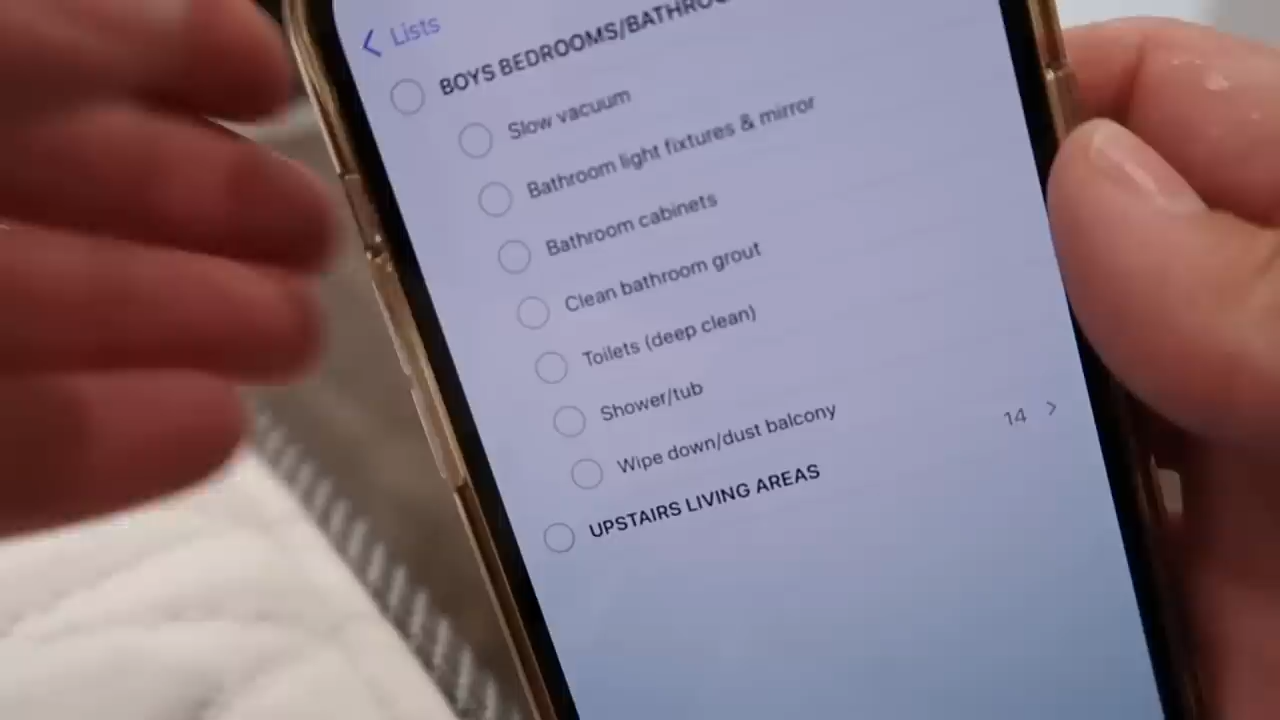 Lists
BOYS BEDROOMS/
Slow vacuum
Bathroom light fixtures & mirror
Bathroom cabinets
Clean bathroom grout
Toilets (deep clean)
Shower/tub
Wipe down/dust balcony
14
UPSTAIRS LIVING AREAS